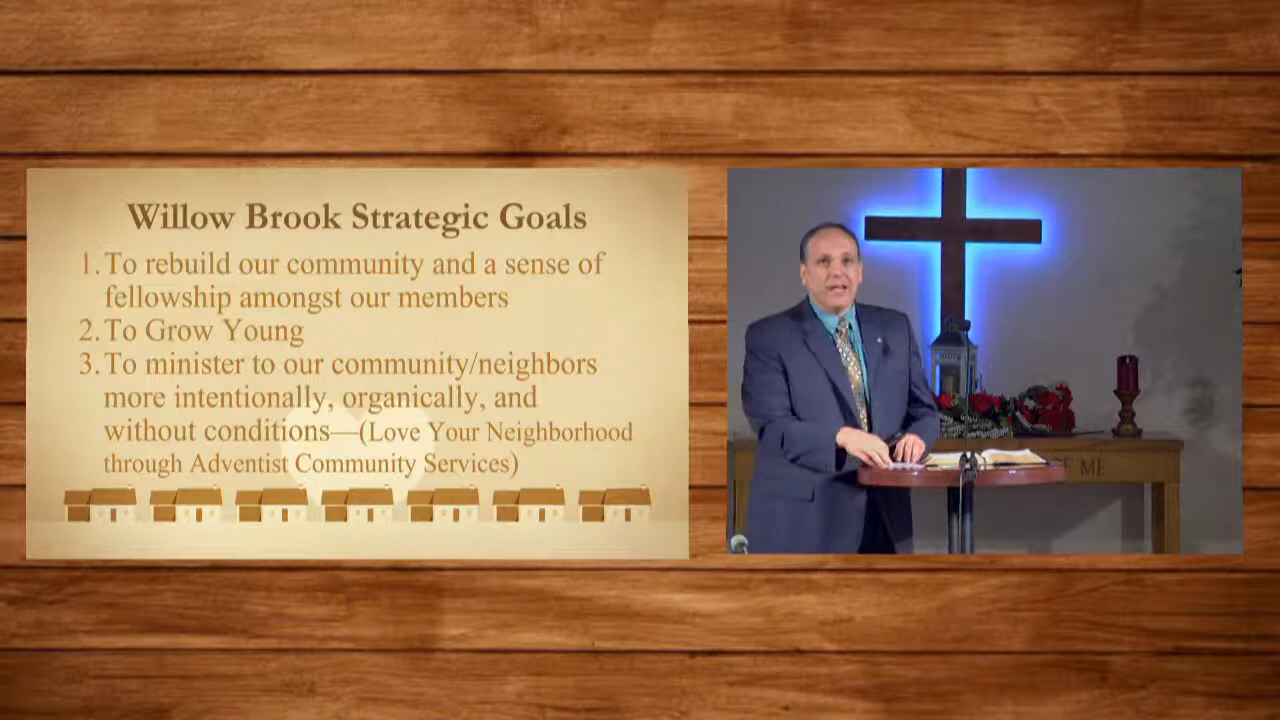 Willow Brook Strategic Goals
1. To rebuild our community and a sense of
fellowship amongst our members
2. To Grow Young
3. To minister to our community/neighbors
more intentionally, organically, and
without conditions—(Love Your Neighborhood
through Adventist Community Services)
OF ME